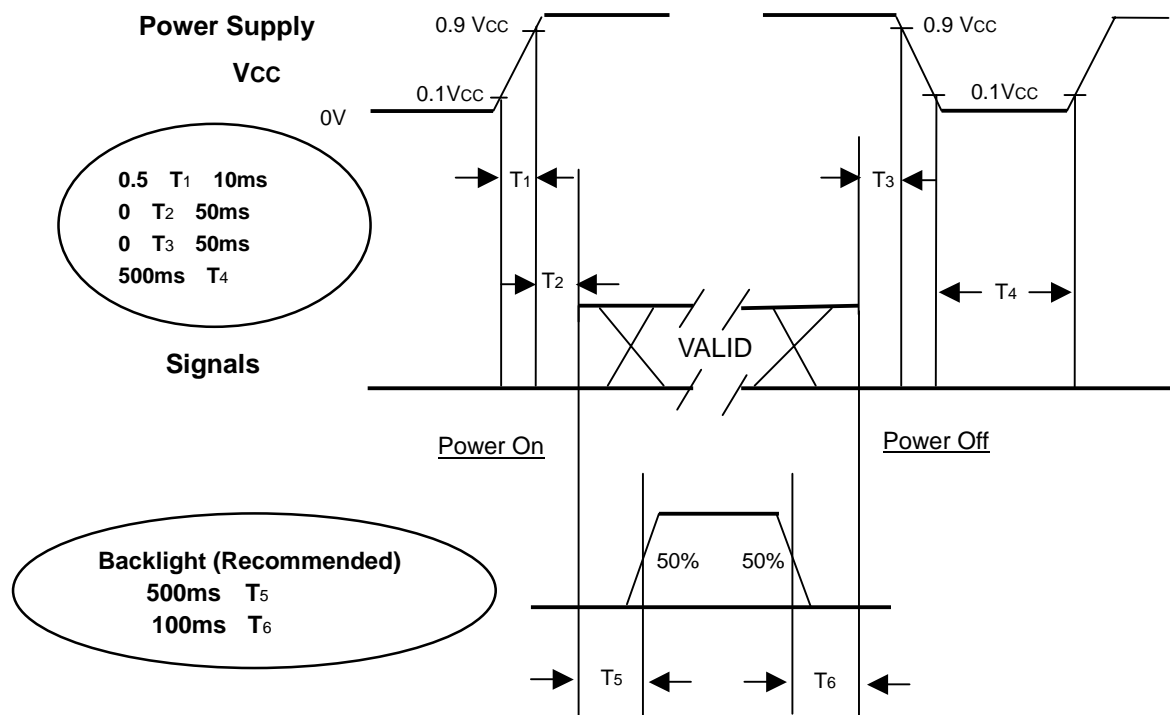 Power Supply
VCC
0.9 VCC
0.9 VCC
0.1VCC
0.1VCC
0V
0.5 T1 10ms
0 T2 50ms
0 T3 50ms
500ms T4
T1
T3
T2
T4
Signals
VALID
Power On
Power Off
Backlight (Recommended)
500ms T5
100ms T6
50%
50%
T5
T6